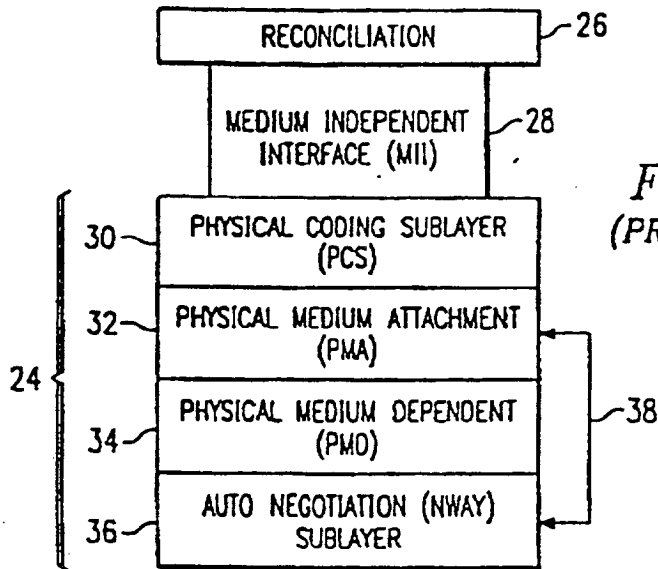 RECONCILIATION
26
MEDIUM INDEPENDENT
INTERFACE (MII)
28
F
(PR
30
PHYSICAL CODING SUBLAYER
(PCS)
32
PHYSICAL MEDIUM ATTACHMENT
(PMA)
24
38
34
PHYSICAL MEDIUM DEPENDENT
(PMD)
36
AUTO NEGOTIATION (NWAY)
SUBLAYER